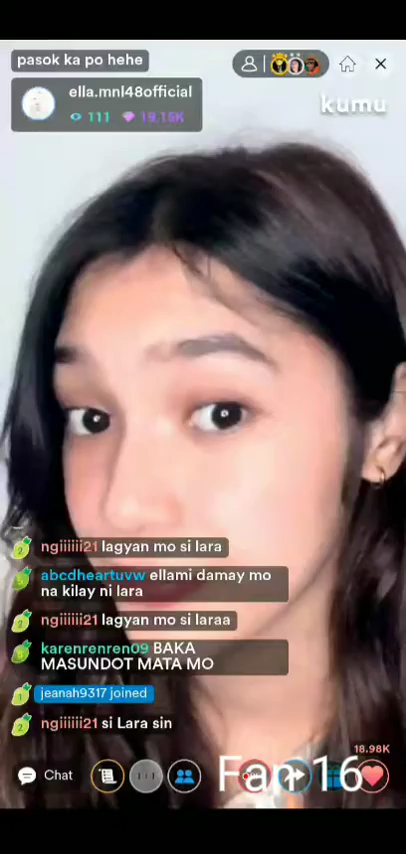 pasok ka po hehe
ella.mnl48official
111 19.15K
kumu
ngiiiiii21 lagyan mo si lara
abcdheartuvw ellami damay mo
na kilay ni lara
ngiiiiii21 lagyan mo si laraa
karenrenren09 BAKA
MASUNDOT MATA MO
jeanah9317 joined
ngiiiiii21 si Lara sin
18.98K
Chat
Fan 16